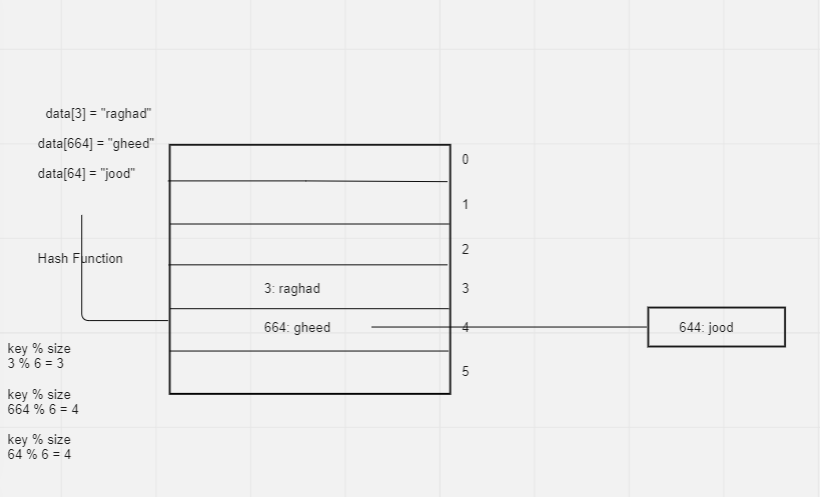 data[3] = "raghad"
data[664] = "gheed"
data[64] = "jood"
Hash Function
0
1
2
3: raghad 3
664: gheed 4 644: jood
5
key % size
3 % 6 = 3
key % size
664 % 6 = 4
key % size
64 % 6 = 4